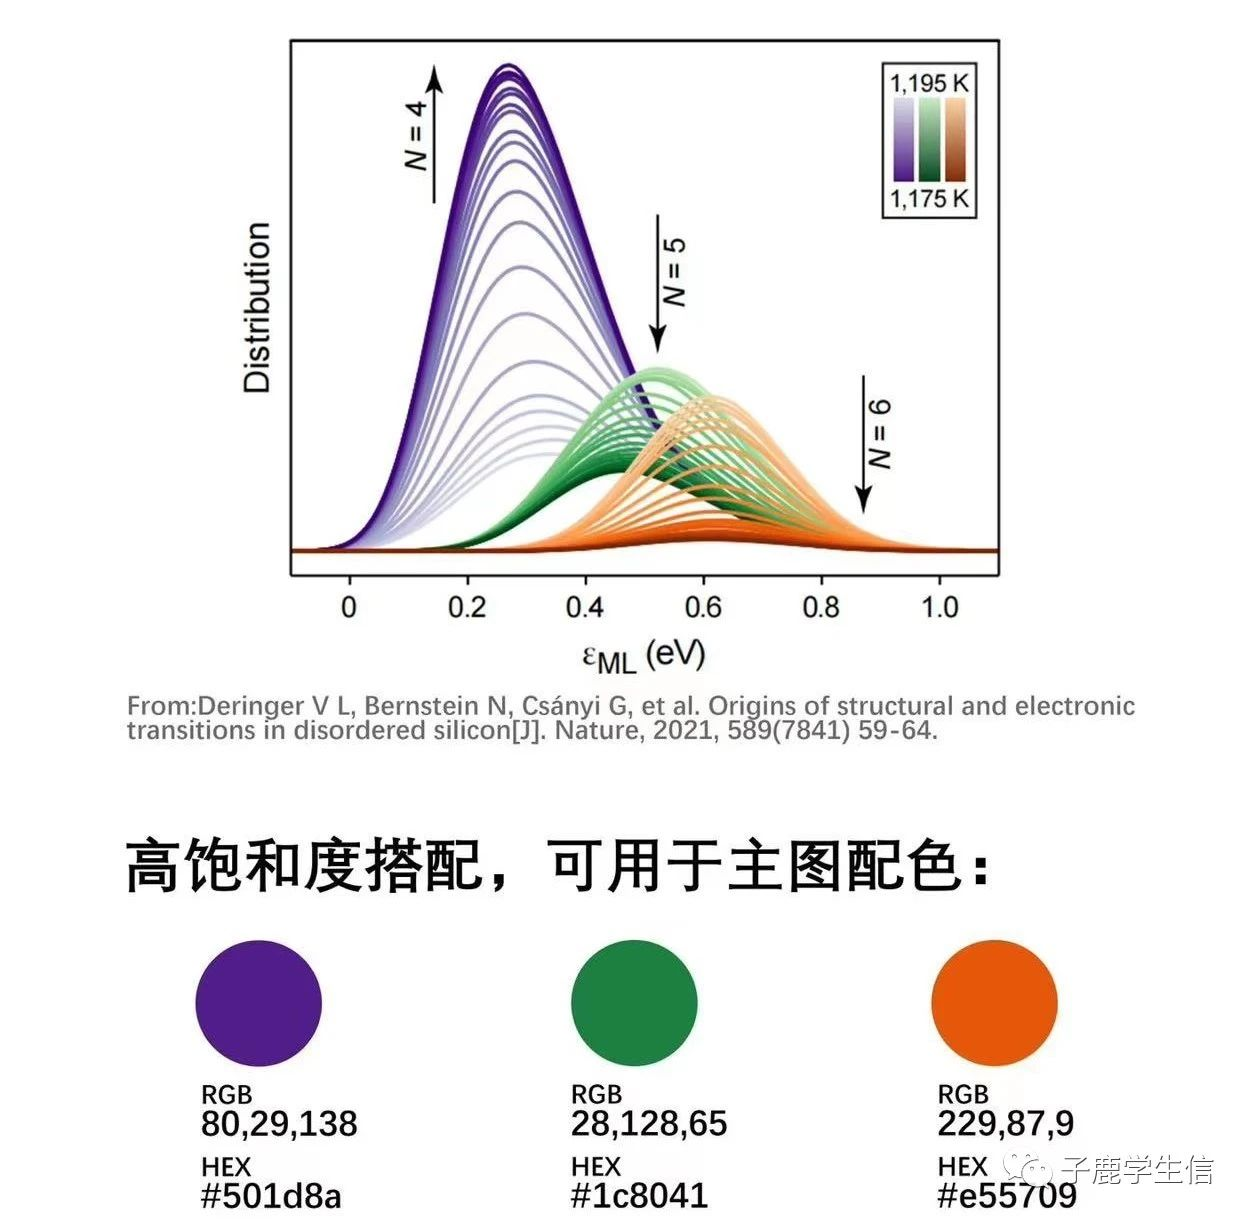 1,195 K
1,175 K
N = 4
N = 5
N = 6
Distribution
0 0.2 0.4 0.6 0.8 1.0
εML (eV)
From:Deringer V L, Bernstein N, Csányi G, et al. Origins of structural and electronic
transitions in disordered silicon[J]. Nature, 2021, 589(7841) 59-64.
高饱和度搭配，可用于主图配色：
RGB
80,29,138
HEX
#501d8a
RGB
28,128,65
HEX
#1c8041
RGB
229,87,9
HEX
#e55709
子鹿学生信